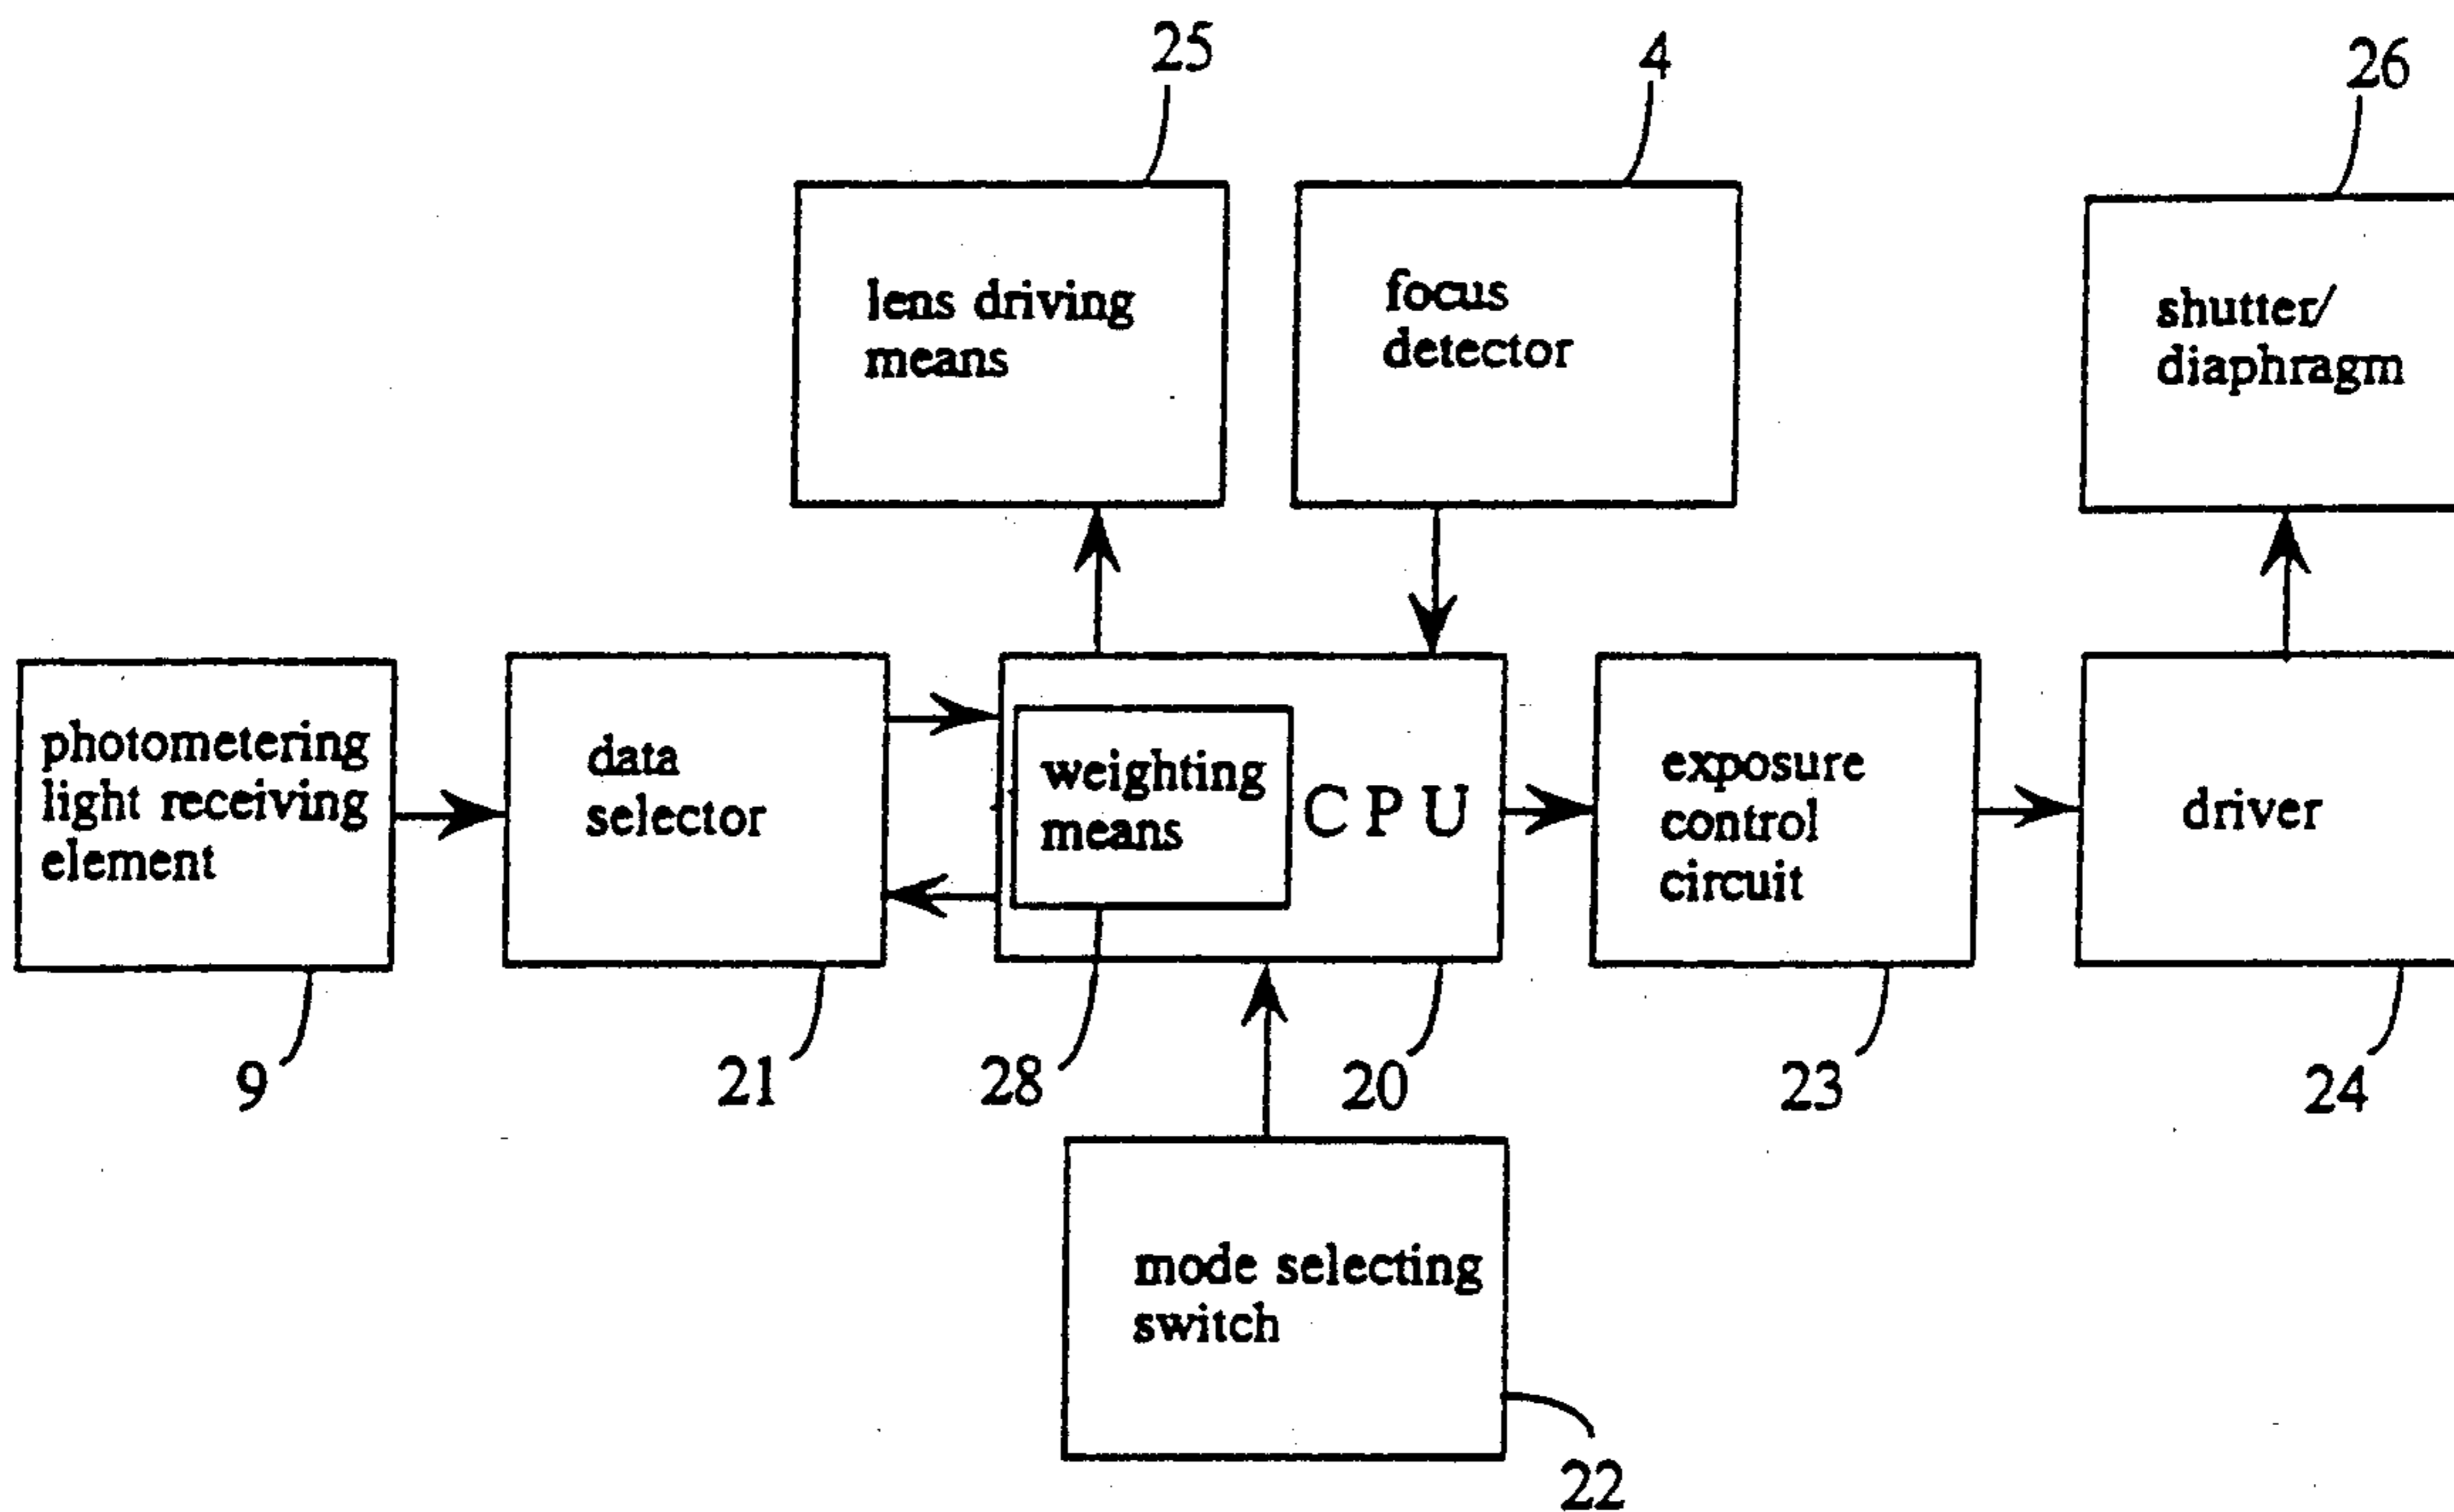 25
4
26
lens driving
means
focus
detector
shutter/
diaphragm
photometering
light receiving
element
data
selector
weighting
means
CPU
exposure
control
circuit
driver
9
21
28
20
23
24
mode selecting
switch
22